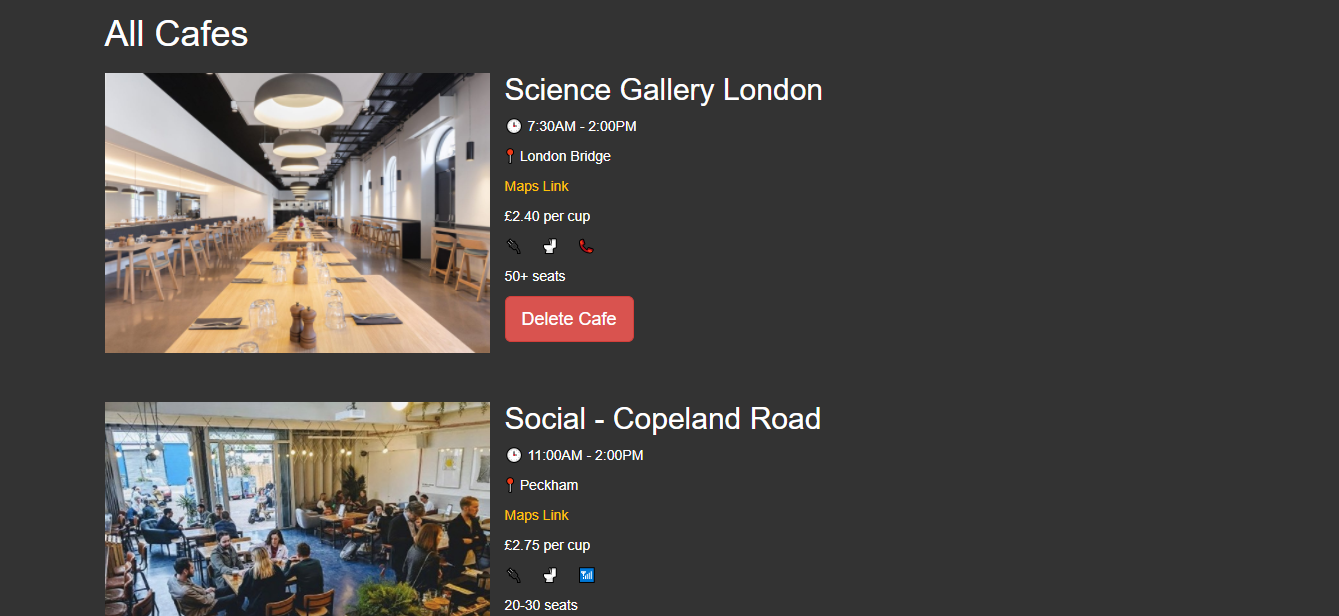 All Cafes
Science Gallery London
7:30AM - 2:00PM
London Bridge
Maps Link
£2.40 per cup
50+ seats
Delete Cafe
Social - Copeland Road
11:00AM - 2:00PM
Peckham
Maps Link
£2.75 per cup
20-30 seats